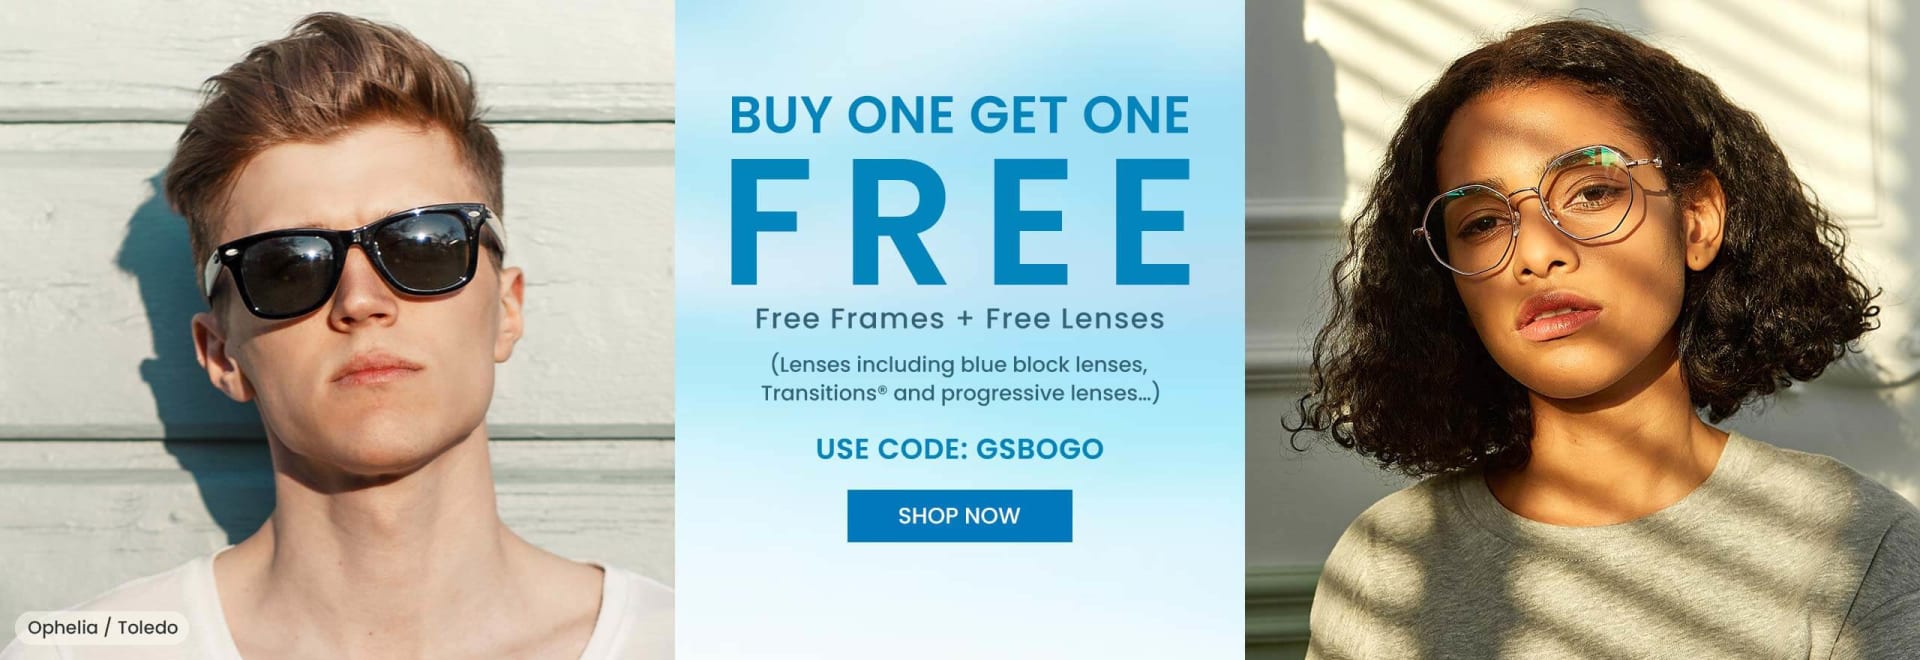 BUY ONE GET ONE
FREE
Free Frames + Free Lenses
(Lenses including blue block lenses,
Transitions® and progressive lenses...)
USE CODE: GSBOGO
SHOP NOW
Ophelia / Toledo